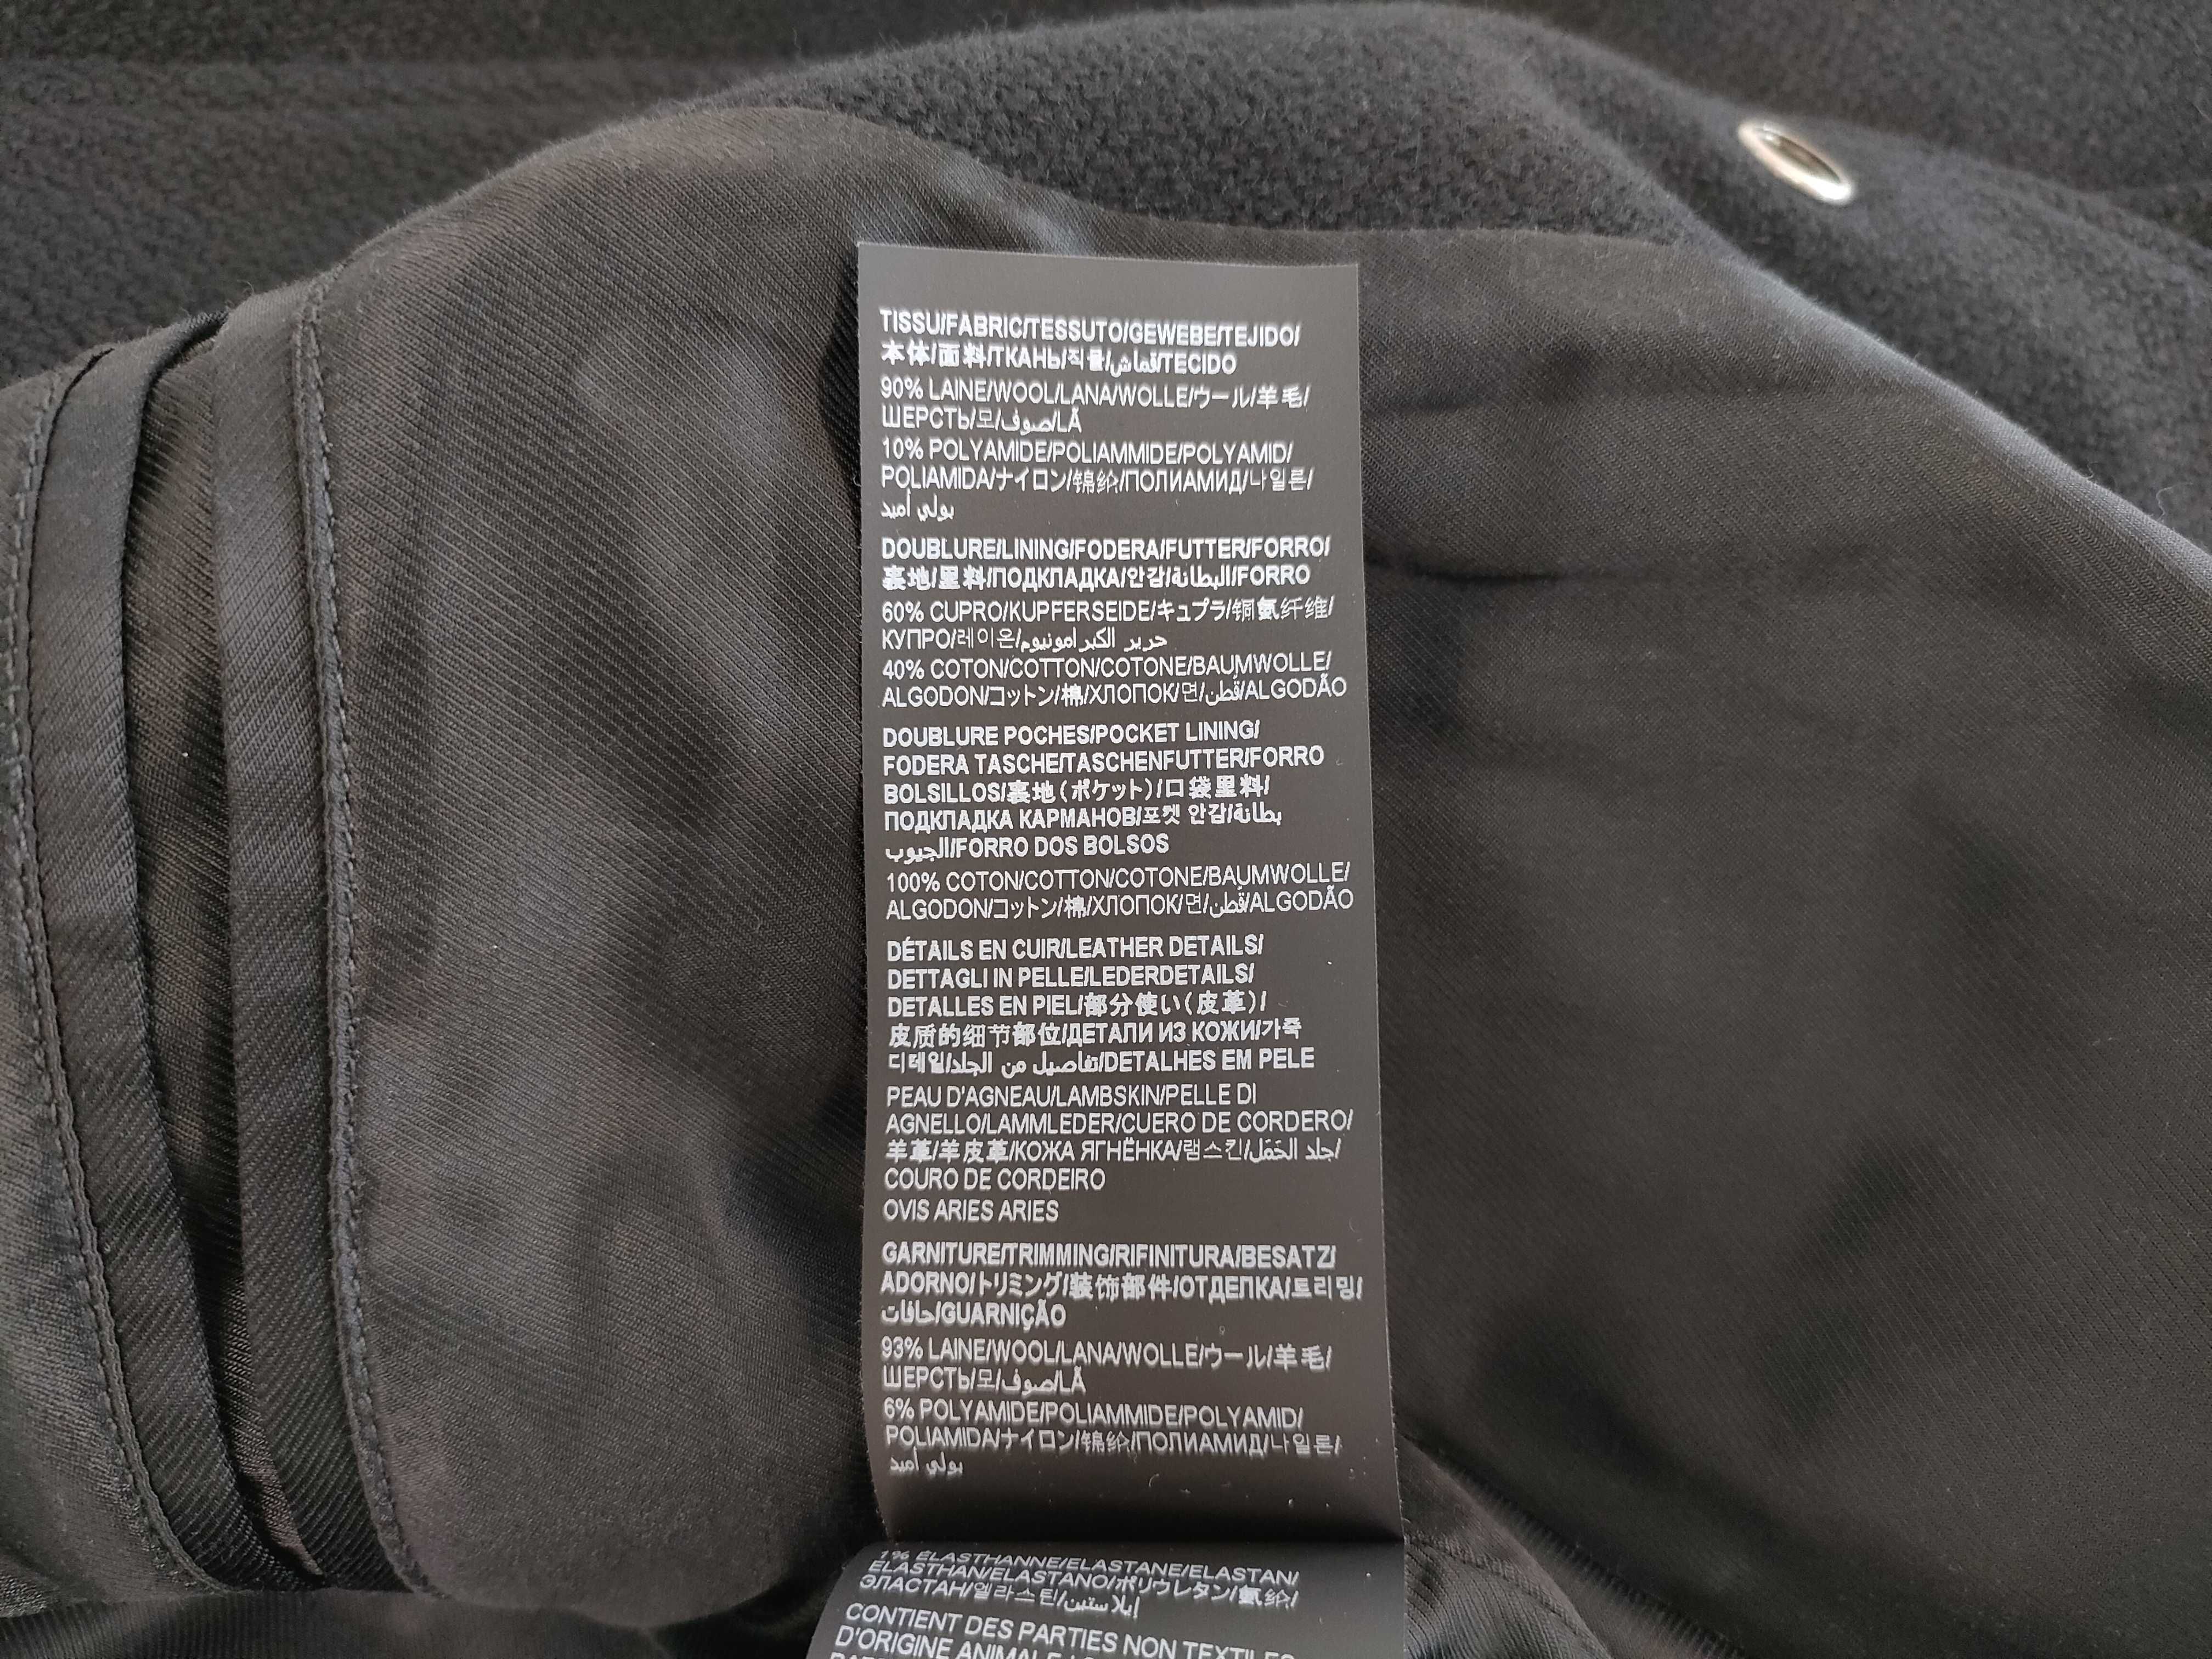 TISSU/FABRIC/TESSUTO/GEWEBE/TEJIDO/
本体/面料/ТКАНЬ/직물/قماش/TECIDO
90% LAINE/WOOL/LANA/WOLLE/ウール/羊毛/
ШЕРСТЬ/모/صوف/LÃ
10% POLYAMIDE/POLIAMMIDE/POLYAMID/
POLIAMIDA/ナイロン/锦纶/ПОЛИАМИД/나일론/
بولي أميد
DOUBLURE/LINING/FODERA/FUTTER/FORRO/
裏地/里料/ПОДКЛАДКА/안감/البطانة/FORRO
60% CUPRO/KUPFERSEIDE/キュプラ/铜氨纤维/
КУПРО/레이온/حرير الكبرامونيوم
40% COTON/COTTON/COTONE/BAUMWOLLE/
ALGODON/コットン/棉/ХЛОПОК/면/قُطن/ALGODÃO
DOUBLURE POCHES/POCKET LINING/
FODERA TASCHE/TASCHENFUTTER/FORRO
BOLSILLOS/裏地(ポケット)/口袋里料/
ПОДКЛАДКА КАРМАНОВ/포켓 안감/بطانة
الجيوب/FORRO DOS BOLSOS
100% COTON/COTTON/COTONE/BAUMWOLLE/
ALGODON/コットン/棉/ХЛОПОК/면/قُطن/ALGODÃO
DÉTAILS EN CUIR/LEATHER DETAILS/
DETTAGLI IN PELLE/LEDERDETAILS/
DETALLES EN PIEL/部分使い(皮革)/
皮质的细节部位/ДЕТАЛИ ИЗ КОЖИ/가죽
디테일/تفاصيل من الجلد/DETALHES EM PELE
PEAU D'AGNEAU/LAMBSKIN/PELLE DI
AGNELLO/LAMMLEDER/CUERO DE CORDERO/
羊革/羊皮革/КОЖА ЯГНЁНКА/램스킨/جلد الحَمَل/
COURO DE CORDEIRO
OVIS ARIES ARIES
GARNITURE/TRIMMING/RIFINITURA/BESATZ/
ADORNO/トリミング/装饰部件/ОТДЕЛКА/트리밍/
حافات/GUARNIÇÃO
93% LAINE/WOOL/LANA/WOLLE/ウール/羊毛/
ШЕРСТЬ/모/صوف/LÃ
6% POLYAMIDE/POLIAMMIDE/POLYAMID/
POLIAMIDA/ナイロン/锦纶/ПОЛИАМИД/나일론/
بولي أميد
1% ÉLASTHANNE/ELASTANE/ELASTAN/
ELASTHAN/ELASTANO/ポリウレタン/氨纶/
ЭЛАСТАН/엘라스틴/إيلاستين
CONTIENT DES PARTIES NON TEXTILES
D'ORIGINE ANIMALE